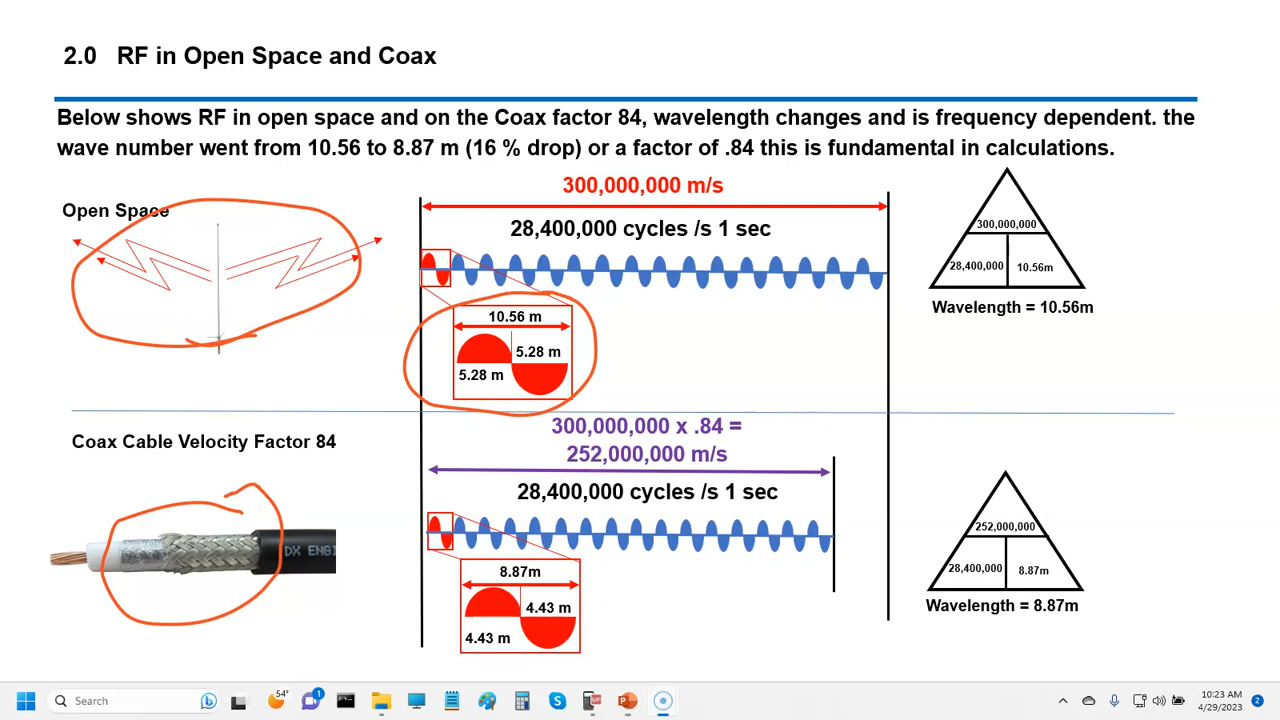 2.0 RF in Open Space and Coax
Below shows RF in open space and on the Coax factor 84, wavelength changes and is frequency dependent. the
wave number went from 10.56 to 8.87 m (16 % drop) or a factor of .84 this is fundamental in calculations.
Open Space
300,000,000 m/s
28,400,000 cycles /s 1 sec
10.56 m
5.28 m
5.28 m
300,000,000
28,400,000 10.56m
Wavelength = 10.56m
Coax Cable Velocity Factor 84
DX ENGI
300,000,000 x .84 =
252,000,000 m/s
28,400,000 cycles /s 1 sec
8.87m
4.43 m
4.43 m
252,000,000
28,400,000 8.87m
Wavelength = 8.87m
Search
54°
1
10:23 AM
4/29/2023
2